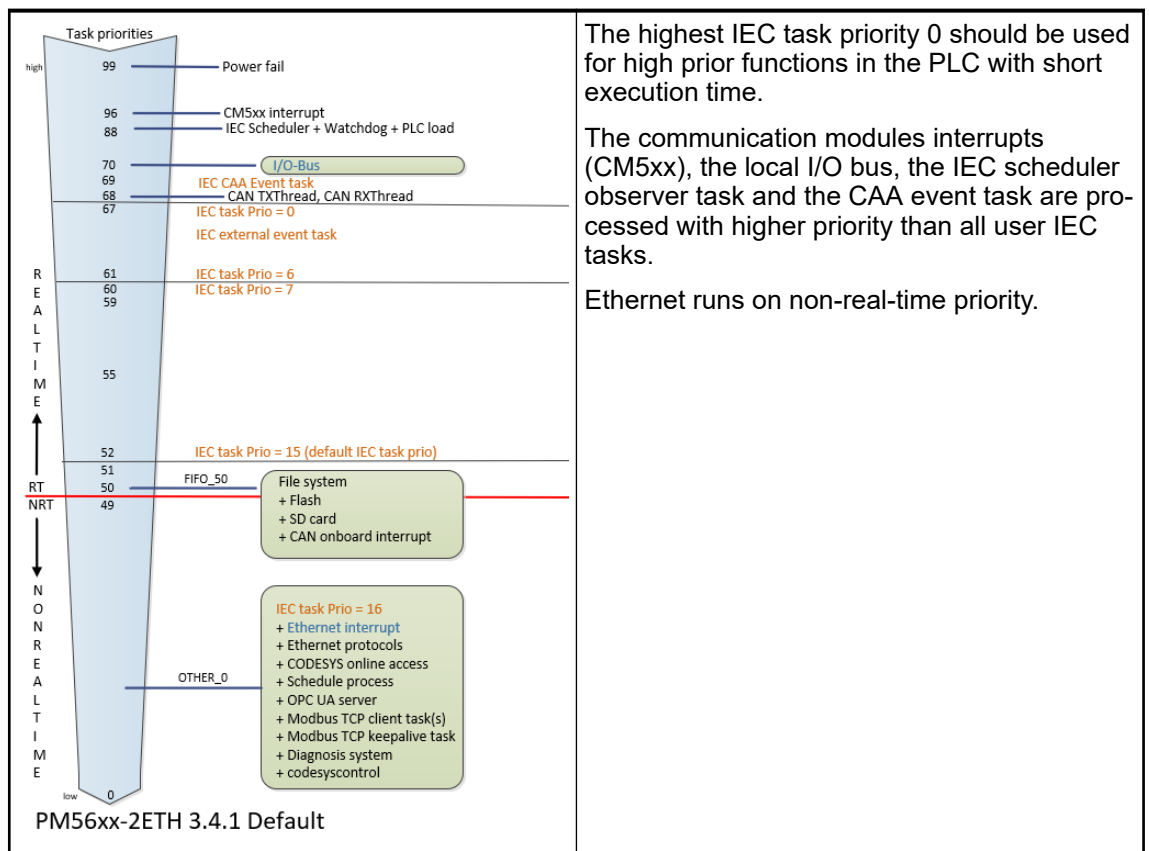 Task priorities
high
99
Power fail
96
CM5xx interrupt
88
IEC Scheduler + Watchdog + PLC load
70
I/O-Bus
69
IEC CAA Event task
68
CAN TXThread, CAN RXThread
67
IEC task Prio = 0
IEC external event task
61
IEC task Prio = 6
60
IEC task Prio = 7
59
55
REALTIME
52
IEC task Prio = 15 (default IEC task prio)
51
RT
50
FIFO_50
File system
+ Flash
+ SD card
+ CAN onboard interrupt
NRT
49
NONREALTIME
OTHER_0
IEC task Prio = 16
+ Ethernet interrupt
+ Ethernet protocols
+ CODESYS online access
+ Schedule process
+ OPC UA server
+ Modbus TCP client task(s)
+ Modbus TCP keepalive task
+ Diagnosis system
+ codesyscontrol
low
0
PM56xx-2ETH 3.4.1 Default
The highest IEC task priority 0 should be used
for high prior functions in the PLC with short
execution time.
The communication modules interrupts
(CM5xx), the local I/O bus, the IEC scheduler
observer task and the CAA event task are pro-
cessed with higher priority than all user IEC
tasks.
Ethernet runs on non-real-time priority.